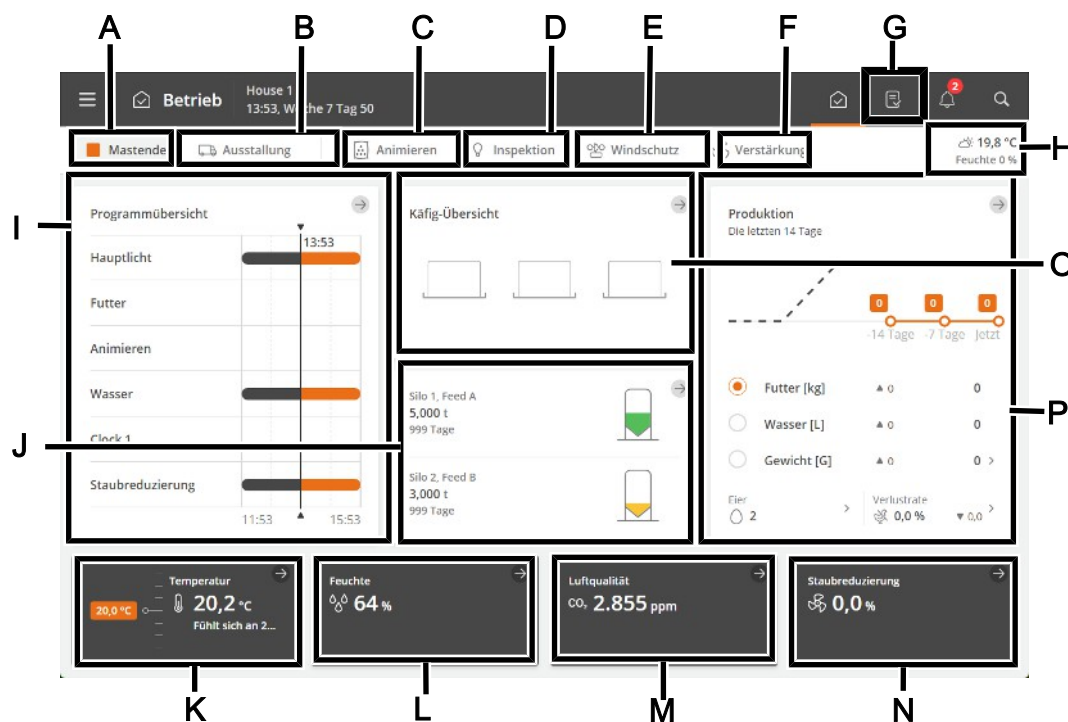 A B C D E F G
Betrieb
House 1
13:53, Woche 7 Tag 50
2
Mastende
Ausstallung
Animieren
Inspektion
Windschutz
Verstärkung
19,8 °C
Feuchte 0 %
H
I
Programmübersicht
13:53
Hauptlicht
Futter
Animieren
Wasser
Clock 1
Staubreduzierung
11:53 15:53
Käfig-Übersicht
O
J
Silo 1, Feed A
5,000 t
999 Tage
Silo 2, Feed B
3,000 t
999 Tage
Produktion
Die letzten 14 Tage
0 0 0
-14 Tage -7 Tage Jetzt
Futter [kg] ▲ 0 0
Wasser [L] ▲ 0 0
Gewicht [G] ▲ 0 0 >
Eier
2 >
Verlustrate
0,0 % ▼ 0,0 >
P
Temperatur
20,0 °C
20,2 °C
Fühlt sich an 2...
Feuchte
64 %
Luftqualität
CO₂ 2.855 ppm
Staubreduzierung
0,0 %
K L M N